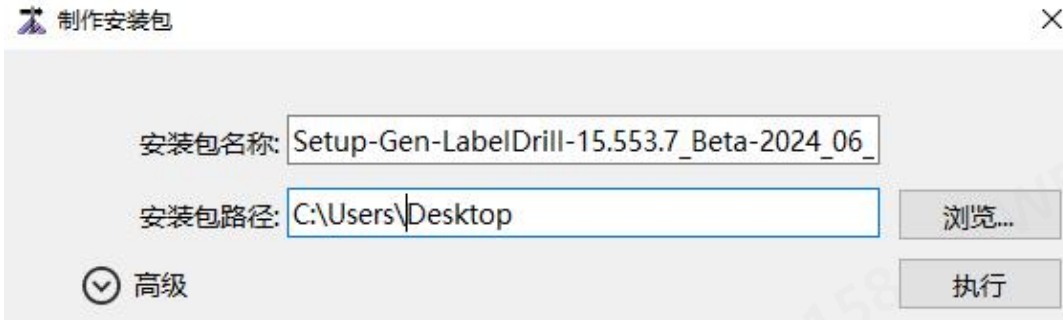 制作安装包
安装包名称: Setup-Gen-LabelDrill-15.553.7_Beta-2024_06_
安装包路径: C:\Users\Desktop 浏览...
高级 执行
158